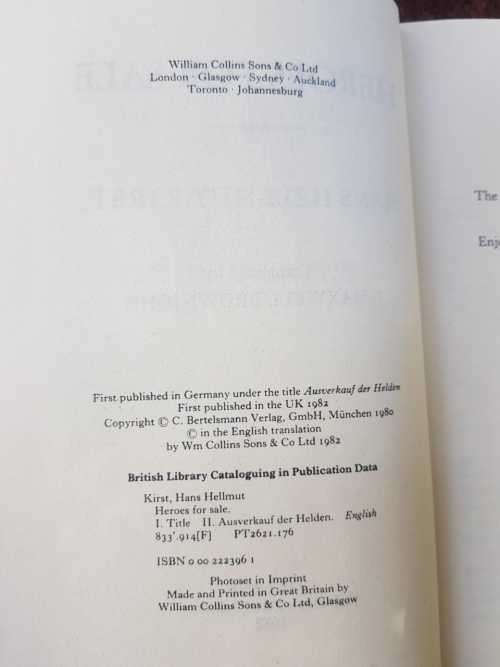 William Collins Sons & Co Ltd
London · Glasgow · Sydney · Auckland
Toronto · Johannesburg
First published in Germany under the title Ausverkauf der Helden
First published in the UK 1982
Copyright © C. Bertelsmann Verlag, GmbH, München 1980
© in the English translation
by Wm Collins Sons & Co Ltd 1982
British Library Cataloguing in Publication Data
Kirst, Hans Hellmut
Heroes for sale.
I. Title II. Ausverkauf der Helden. English
833'.914[F] PT2621.176
ISBN 0 00 222396 1
Photoset in Imprint
Made and Printed in Great Britain by
William Collins Sons & Co Ltd, Glasgow
The